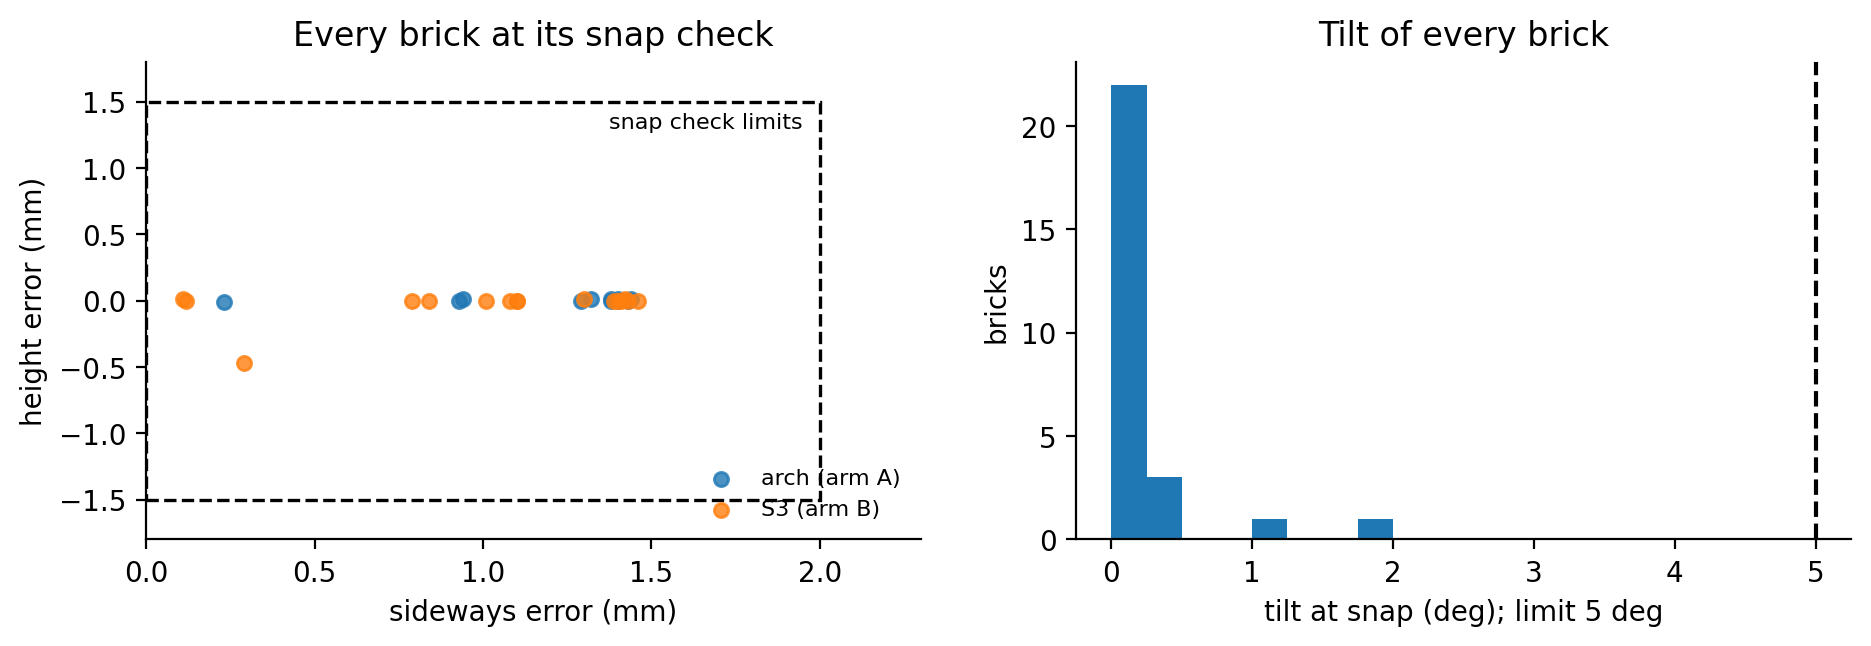 Every brick at its snap check
height error (mm)
1.5
1.0
0.5
0.0
−0.5
−1.0
−1.5
snap check limits
arch (arm A)
S3 (arm B)
0.0 0.5 1.0 1.5 2.0
sideways error (mm)
Tilt of every brick
bricks
20
15
10
5
0
0 1 2 3 4 5
tilt at snap (deg); limit 5 deg